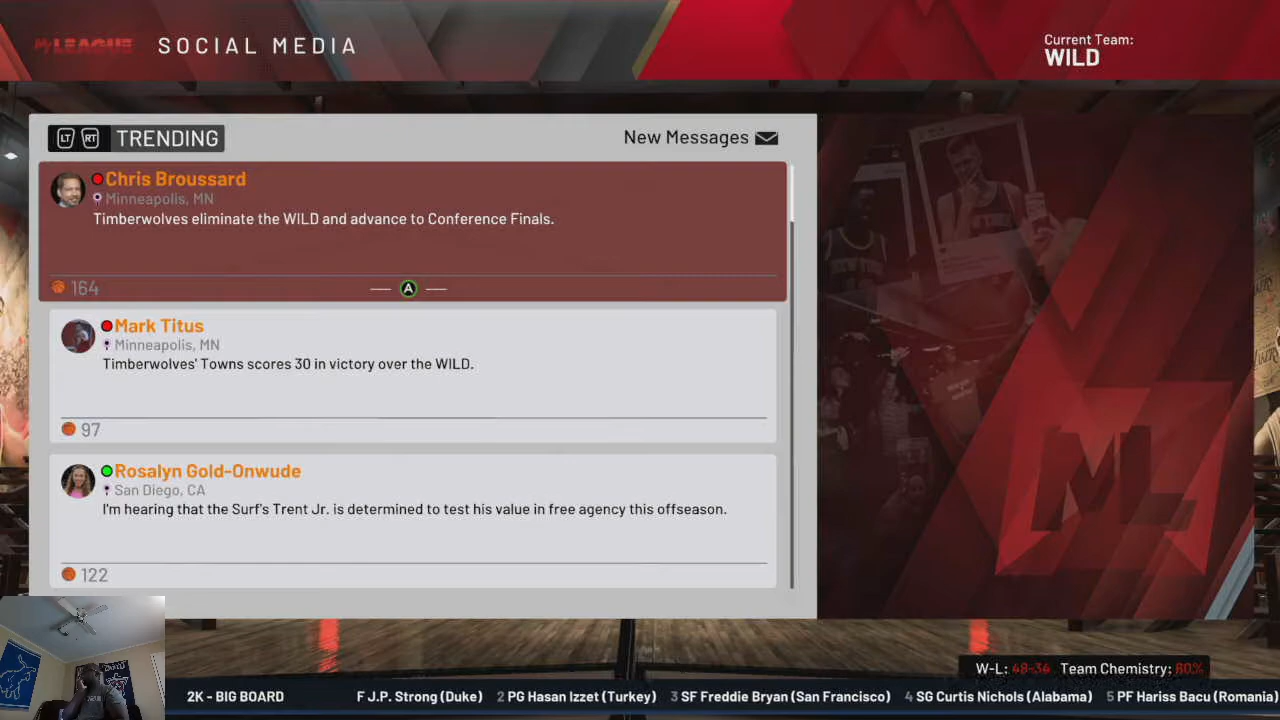 MyLEAGUE SOCIAL MEDIA
Current Team:
WILD
LT RT TRENDING
New Messages
Chris Broussard
Minneapolis, MN
Timberwolves eliminate the WILD and advance to Conference Finals.
164
A
Mark Titus
Minneapolis, MN
Timberwolves' Towns scores 30 in victory over the WILD.
97
Rosalyn Gold-Onwude
San Diego, CA
I'm hearing that the Surf's Trent Jr. is determined to test his value in free agency this offseason.
122
ML
W-L: 48-34 Team Chemistry: 80%
2K - BIG BOARD F J.P. Strong (Duke) 2 PG Hasan Izzet (Turkey) 3 SF Freddie Bryan (San Francisco) 4 SG Curtis Nichols (Alabama) 5 PF Hariss Bacu (Romania)